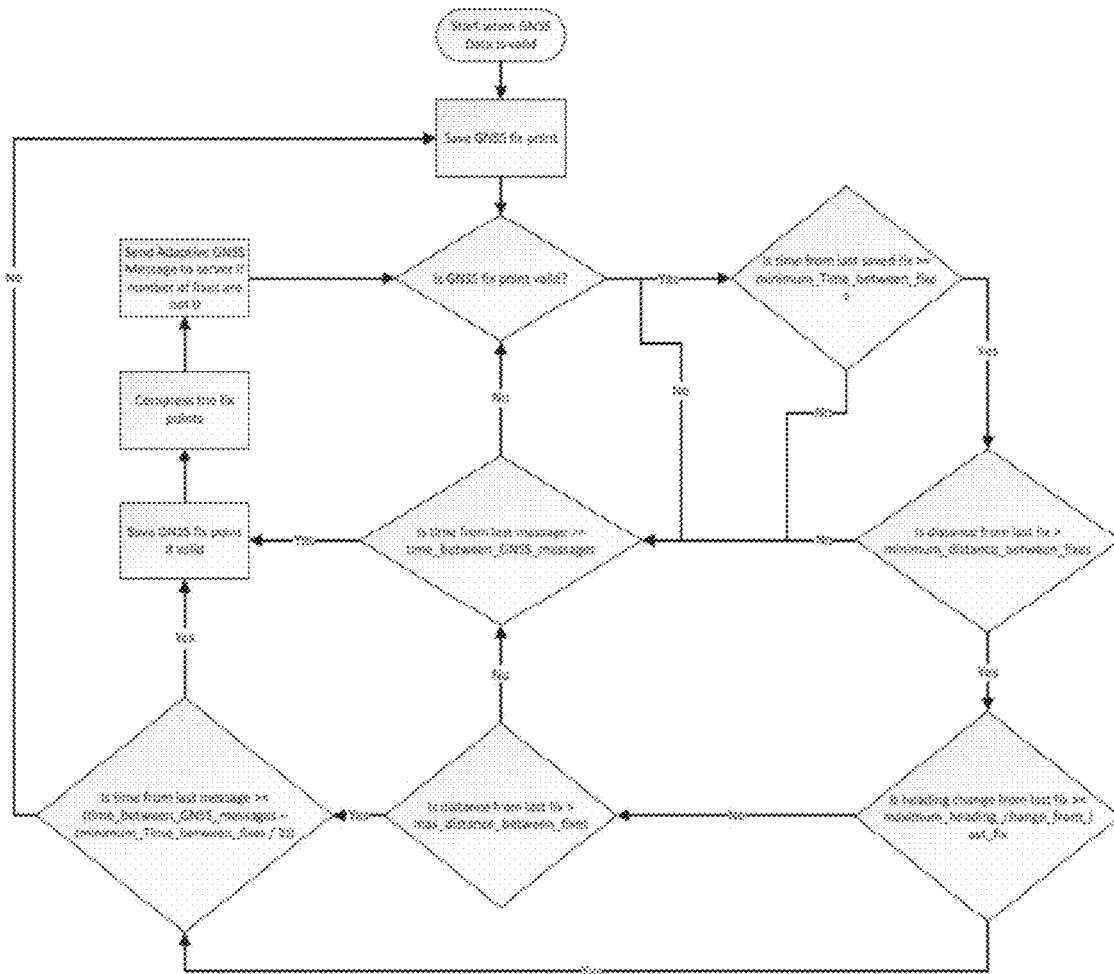 Start when GNSS
Data is valid
Save GNSS fix point
Is GNSS fix point valid?
Yes
Is time from last saved fix >=
minimum_Time_between_fixe
s
Send Adaptive GNSS
Message to server if
number of fixes are
not 0
No
Yes
No
No
No
Compress the fix
points
Save GNSS fix point
if valid
Yes
Is time from last message >=
time_between_GNSS_messages
No
Is distance from last fix >
minimum_distance_between_fixes
Yes
No
Yes
Is time from last message >=
(time_between_GNSS_messages –
(minimum_Time_between_fixes / 2))
Yes
Is distance from last fix >
max_distance_between_fixes
No
Is heading change from last fix >=
maximum_heading_change_from_l
ast_fix
Yes